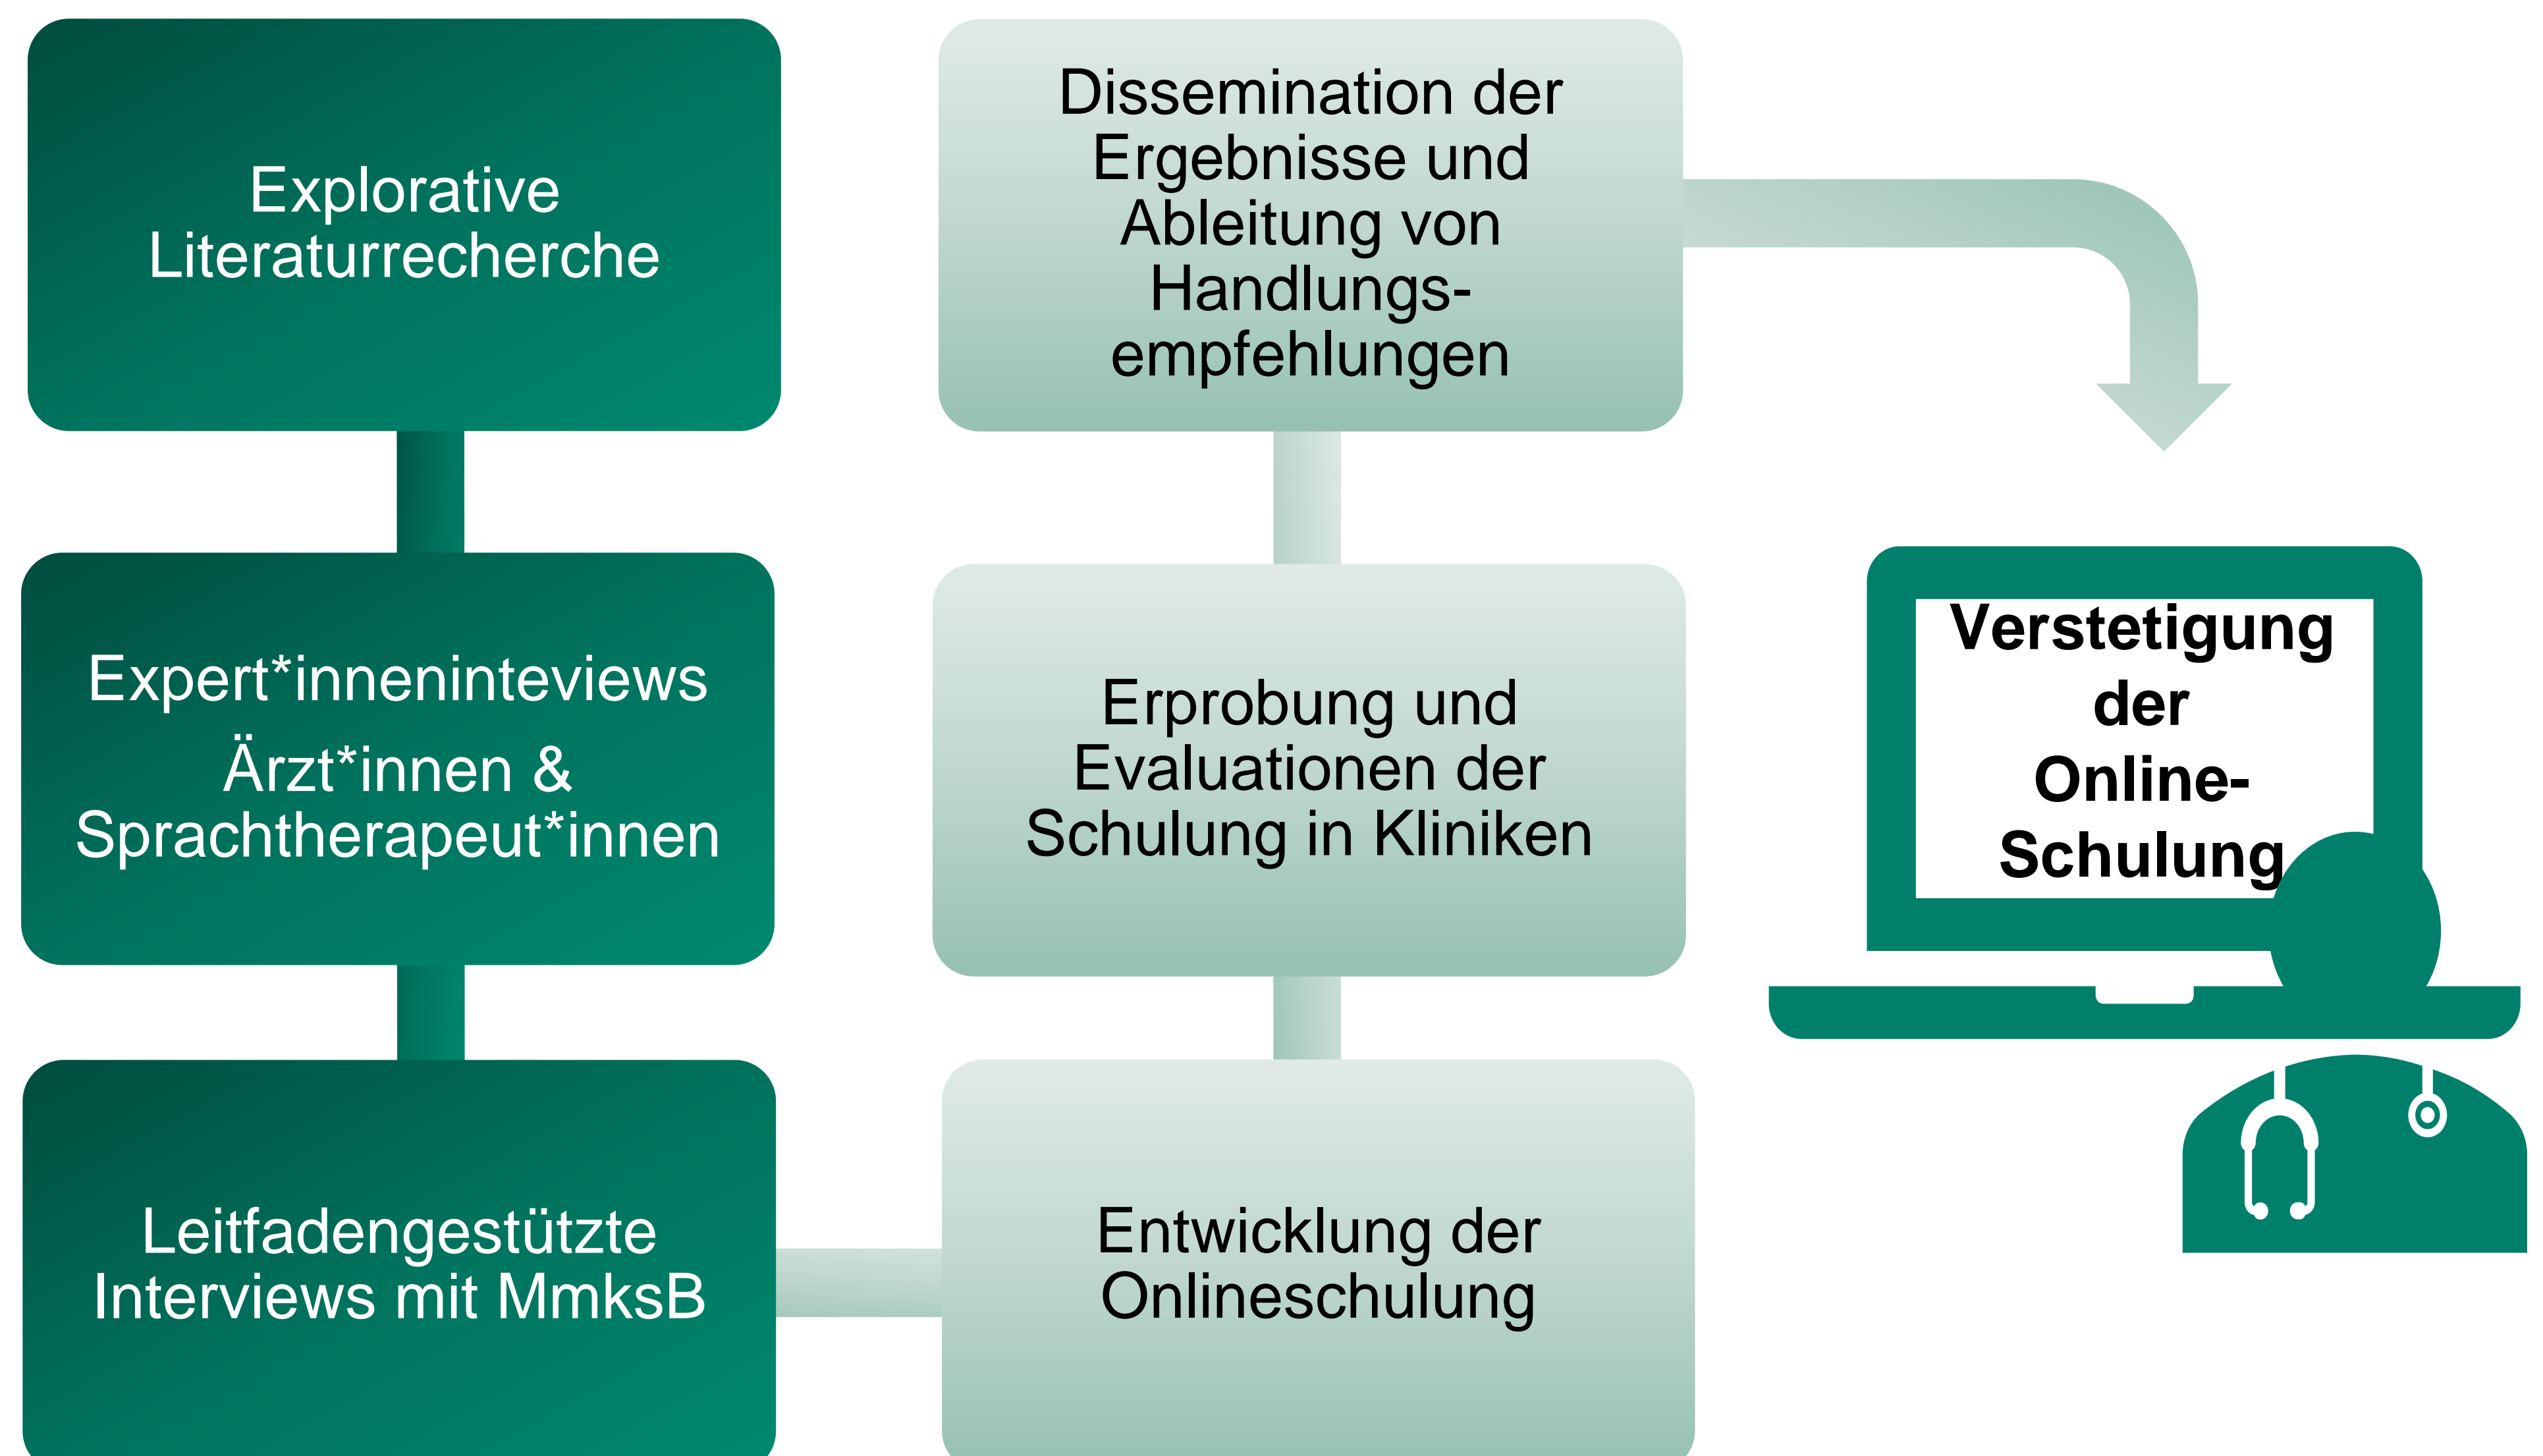 Explorative
Literaturrecherche
Expert*inneninteviews
Ärzt*innen &
Sprachtherapeut*innen
Leitfadengestützte
Interviews mit MmksB
Dissemination der
Ergebnisse und
Ableitung von
Handlungs-
empfehlungen
Erprobung und
Evaluationen der
Schulung in Kliniken
Entwicklung der
Onlineschulung
Verstetigung
der
Online-
Schulung